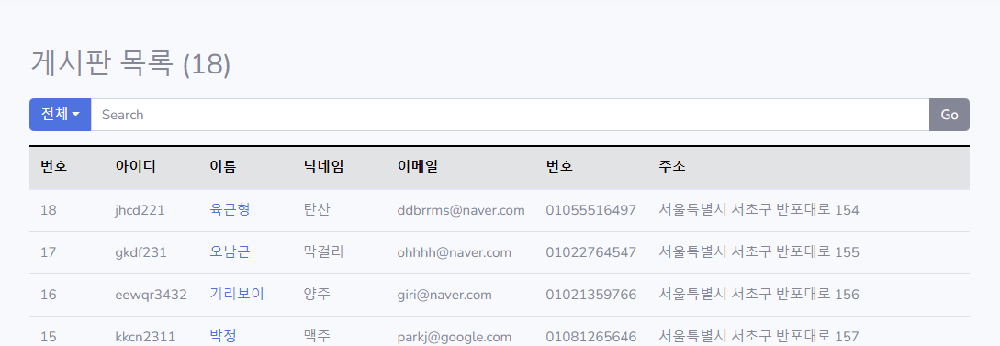 게시판 목록 (18)
전체 Search Go
번호 아이디 이름 닉네임 이메일 번호 주소
18 jhcd221 육근형 탄산 ddbrrms@naver.com 01055516497 서울특별시 서초구 반포대로 154
17 gkdf231 오남근 막걸리 ohhhh@naver.com 01022764547 서울특별시 서초구 반포대로 155
16 eewqr3432 기리보이 양주 giri@naver.com 01021359766 서울특별시 서초구 반포대로 156
15 kkcn2311 박정 맥주 parkj@google.com 01081265646 서울특별시 서초구 반포대로 157